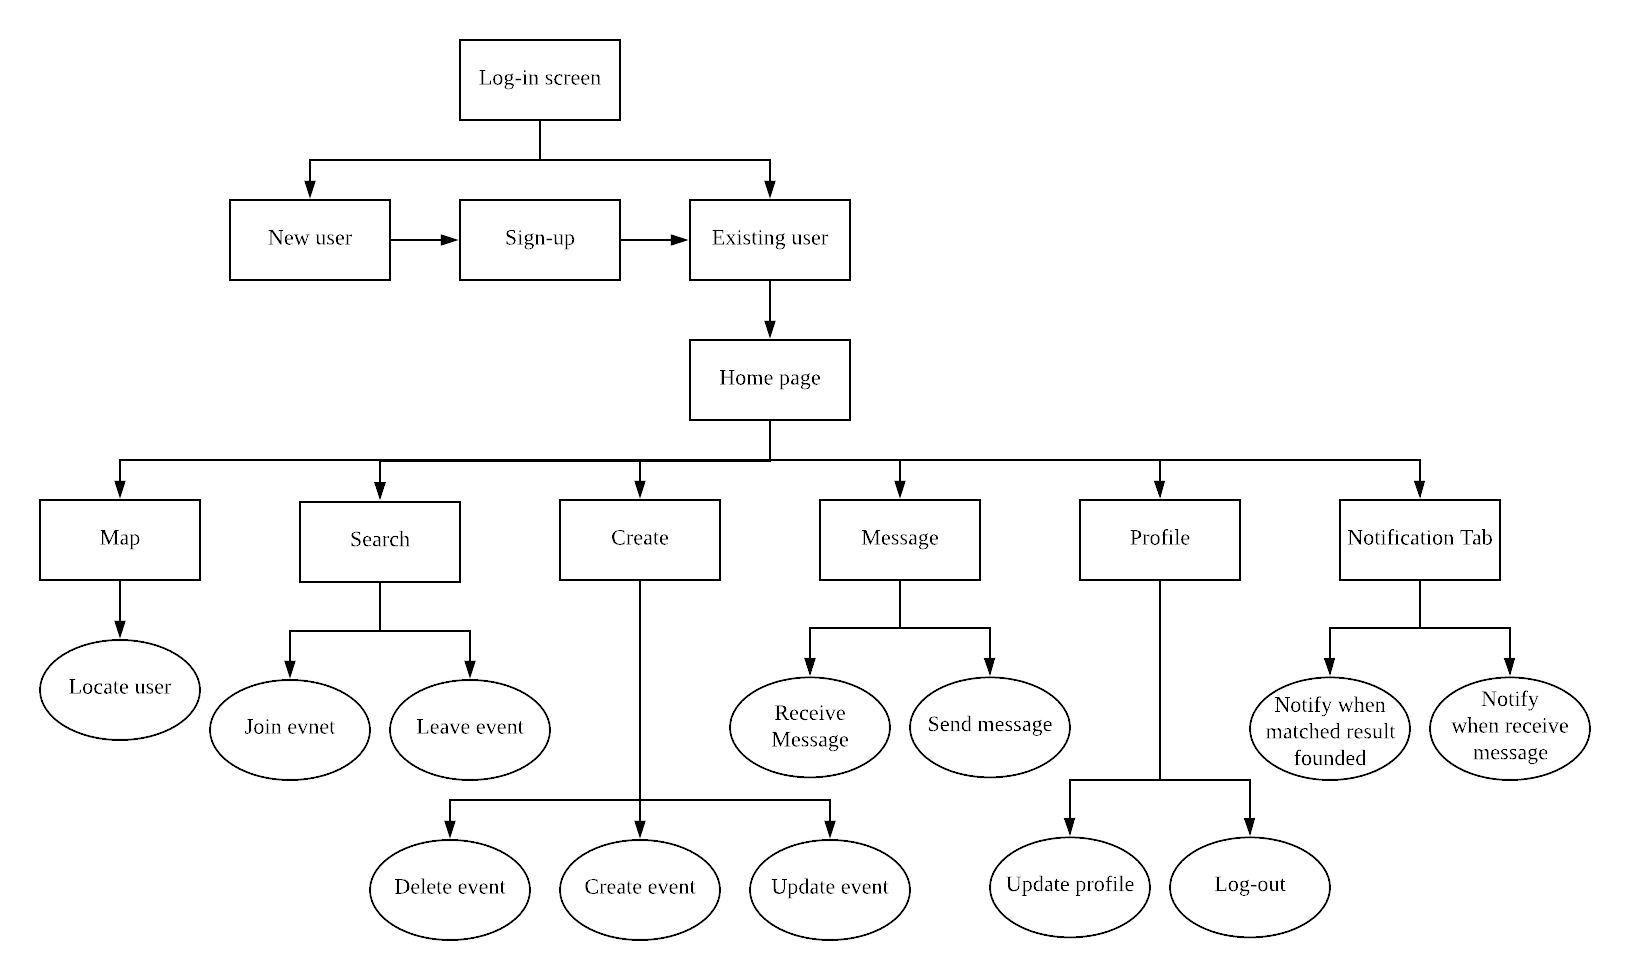 Log-in screen
New user
Sign-up
Existing user
Home page
Map
Search
Create
Message
Profile
Notification Tab
Locate user
Join evnet
Leave event
Receive
Message
Send message
Notify when
matched result
founded
Notify
when receive
message
Delete event
Create event
Update event
Update profile
Log-out